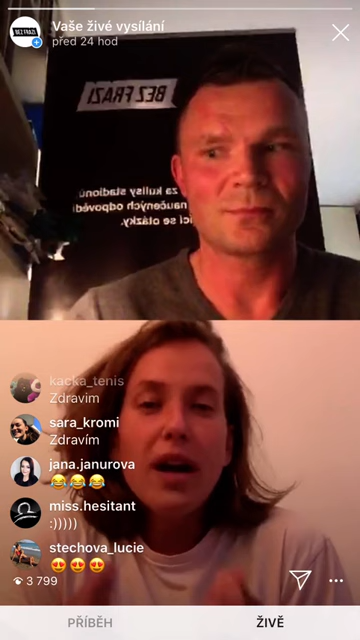 BEZ FRÁZÍ
Vaše živé vysílání
před 24 hod
BEZ FRÁZÍ
za kulisy stadionů
naučených odpovědí
ící se otázky.
kacka_tenis
Zdravim
sara_kromi
Zdravím
jana.janurova
😂😂😂
miss.hesitant
:)))))
stechova_lucie
😍😍😍
3 799
PŘÍBĚH
ŽIVĚ